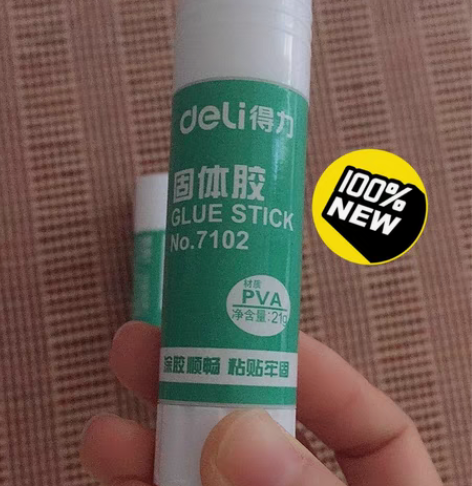 deli得力
固体胶
GLUE STICK
No.7102
材质
PVA
净含量:21g
涂胶顺畅 粘贴牢固
100%
NEW